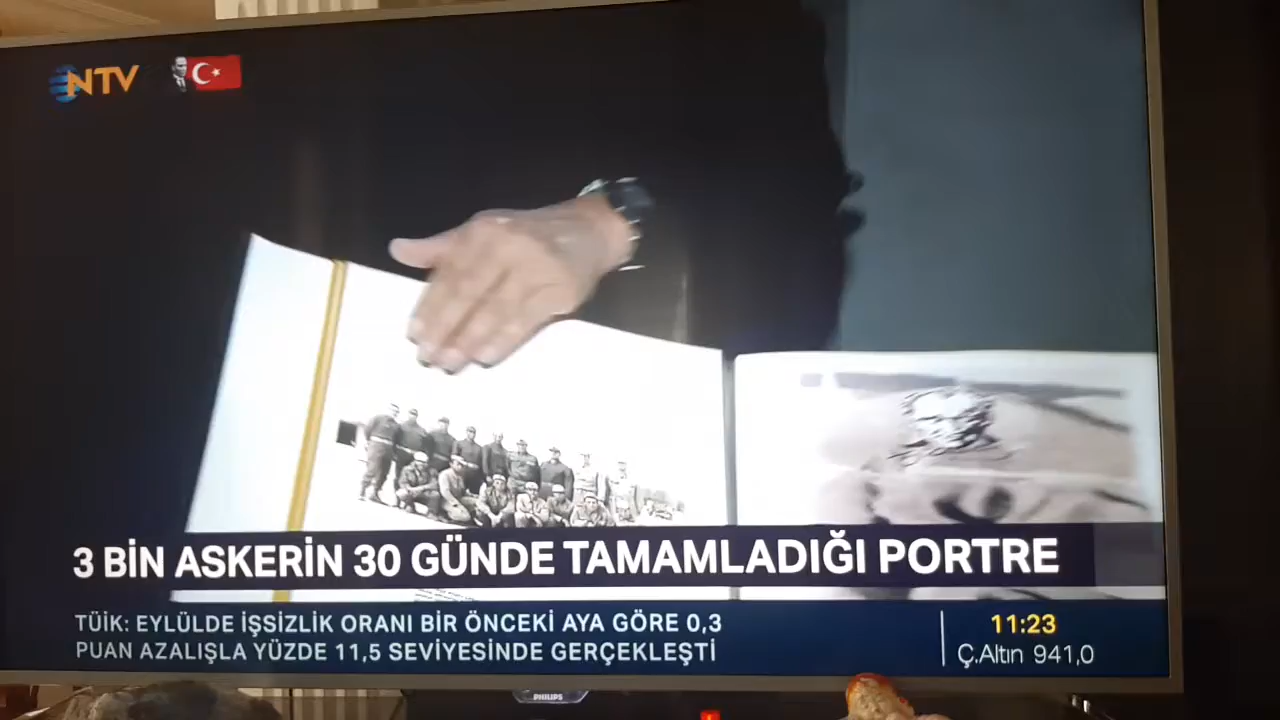 NTV
3 BİN ASKERİN 30 GÜNDE TAMAMLADIĞI PORTRE
TÜİK: EYLÜLDE İŞSİZLİK ORANI BİR ÖNCEKİ AYA GÖRE 0,3
PUAN AZALIŞLA YÜZDE 11,5 SEVİYESİNDE GERÇEKLEŞTİ
11:23
Ç.Altın 941,0
PHILIPS